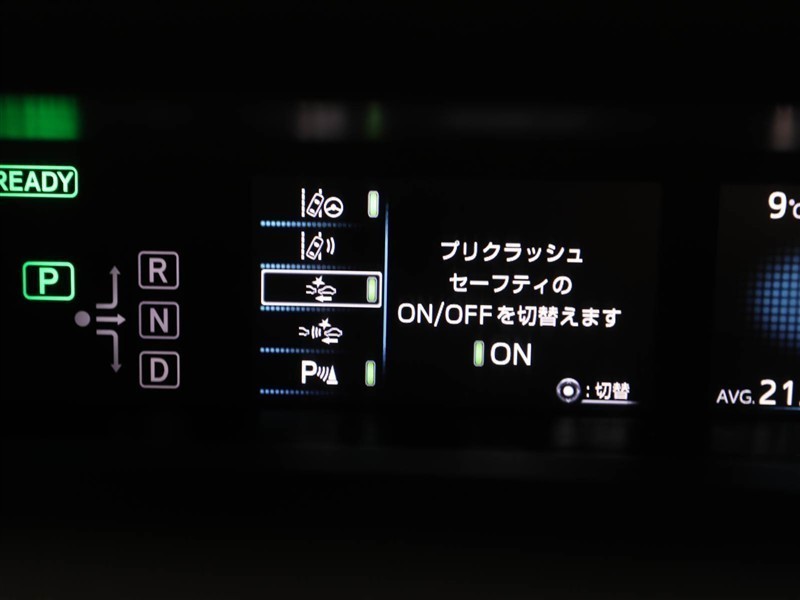 READY
P
R
N
D
P
プリクラッシュ
セーフティの
ON/OFFを切替えます
ON
:切替
9°C
AVG.21.